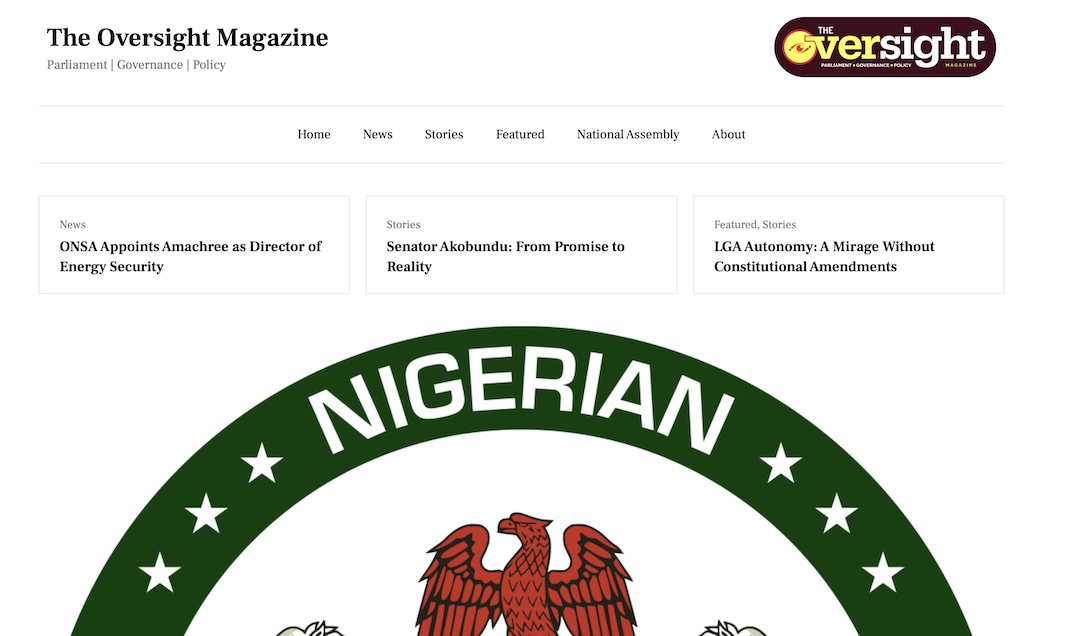 The Oversight Magazine
Parliament | Governance | Policy
THE
Oversight
PARLIAMENT • GOVERNANCE • POLICY MAGAZINE
Home News Stories Featured National Assembly About
News
ONSA Appoints Amachree as Director of
Energy Security
Stories
Senator Akobundu: From Promise to
Reality
Featured, Stories
LGA Autonomy: A Mirage Without
Constitutional Amendments
NIGERIAN